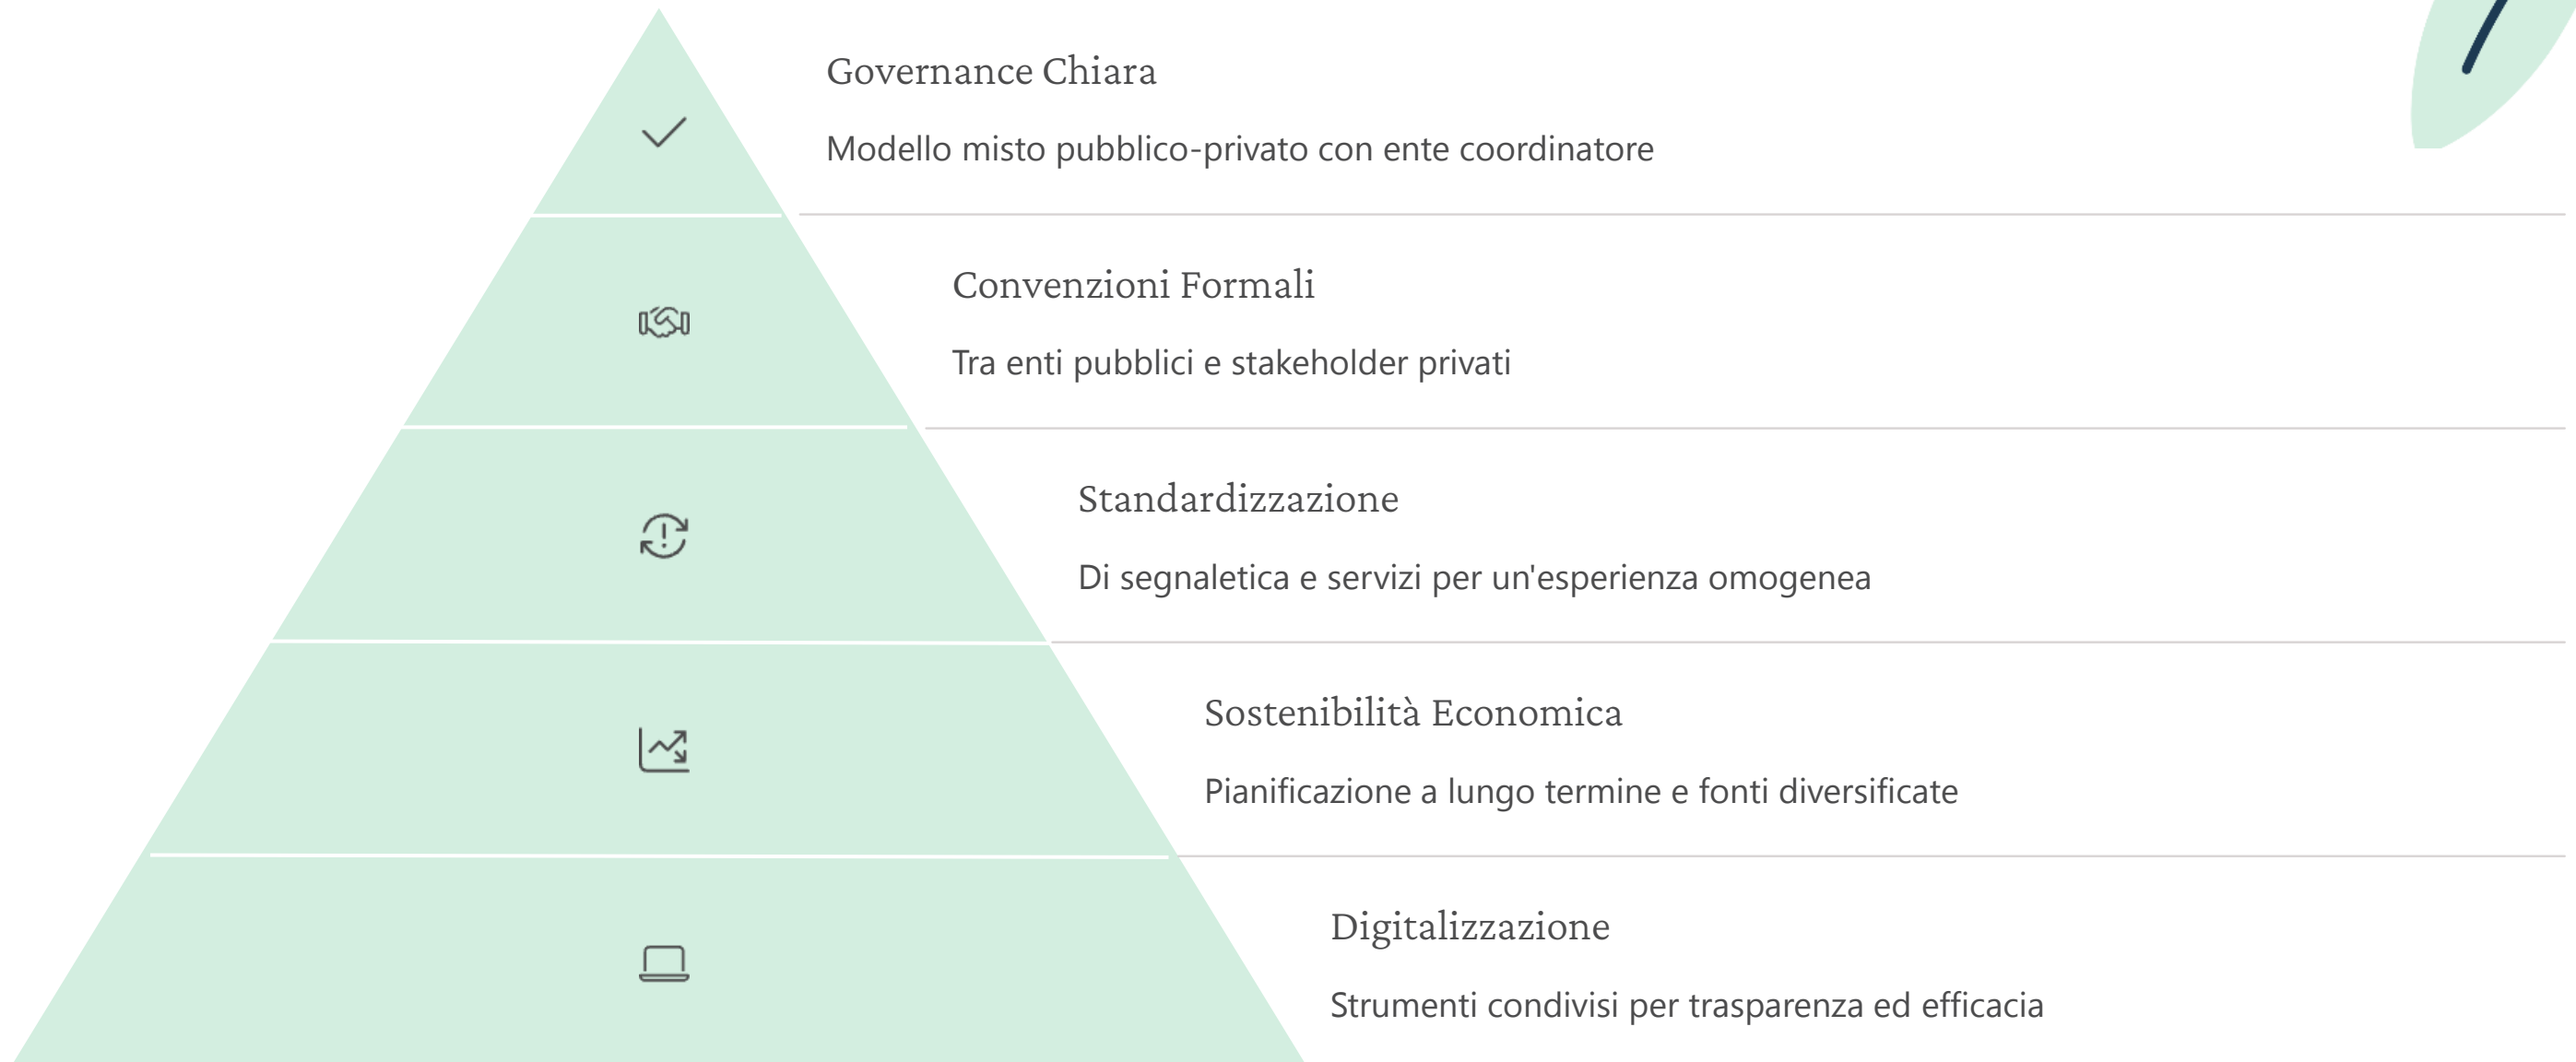 Governance Chiara
Modello misto pubblico-privato con ente coordinatore
Convenzioni Formali
Tra enti pubblici e stakeholder privati
Standardizzazione
Di segnaletica e servizi per un'esperienza omogenea
Sostenibilità Economica
Pianificazione a lungo termine e fonti diversificate
Digitalizzazione
Strumenti condivisi per trasparenza ed efficacia